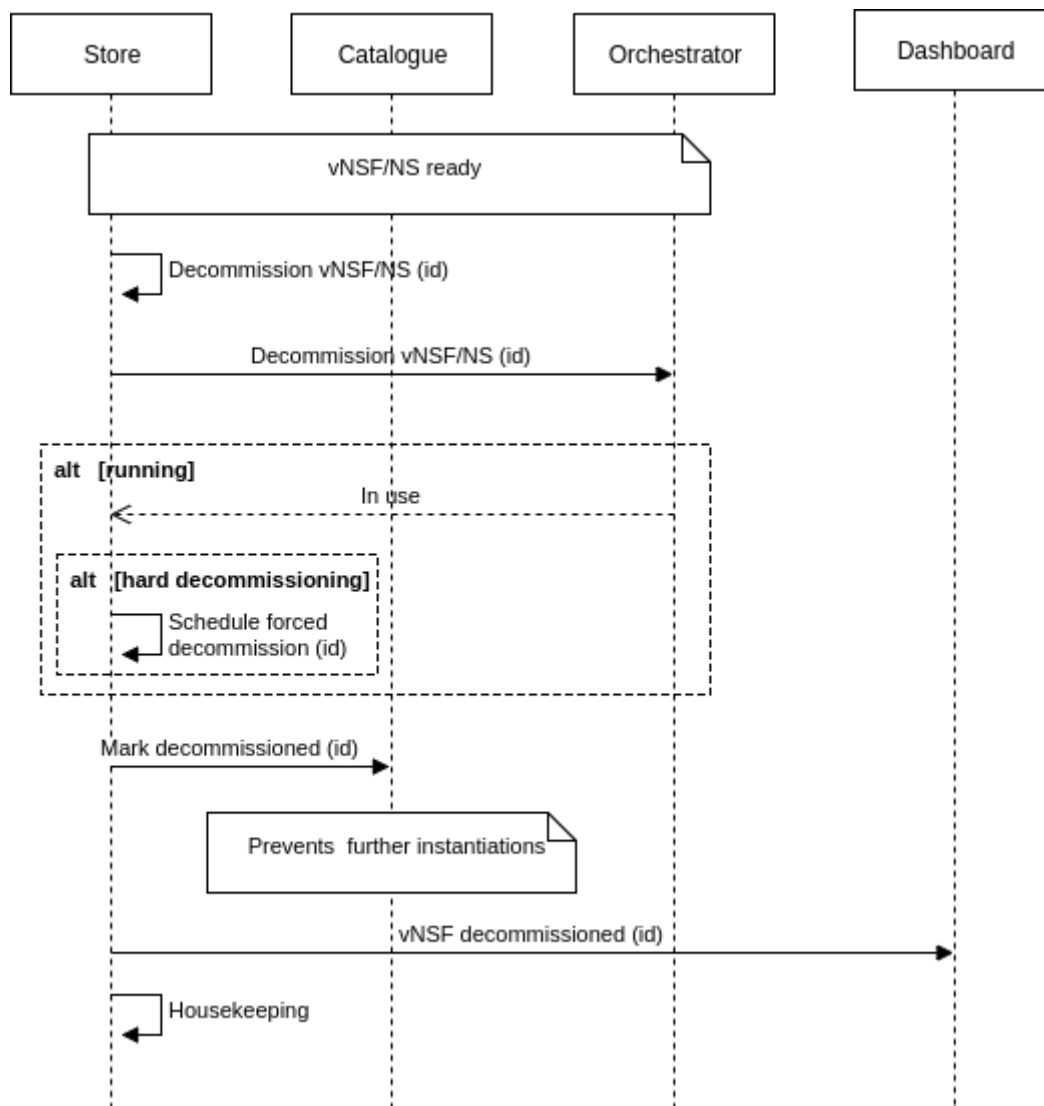 Store
Catalogue
Orchestrator
Dashboard
vNSF/NS ready
Decommission vNSF/NS (id)
Decommission vNSF/NS (id)
alt [running]
In use
alt [hard decommissioning]
Schedule forced
decommission (id)
Mark decommissioned (id)
Prevents  further instantiations
vNSF decommissioned (id)
Housekeeping